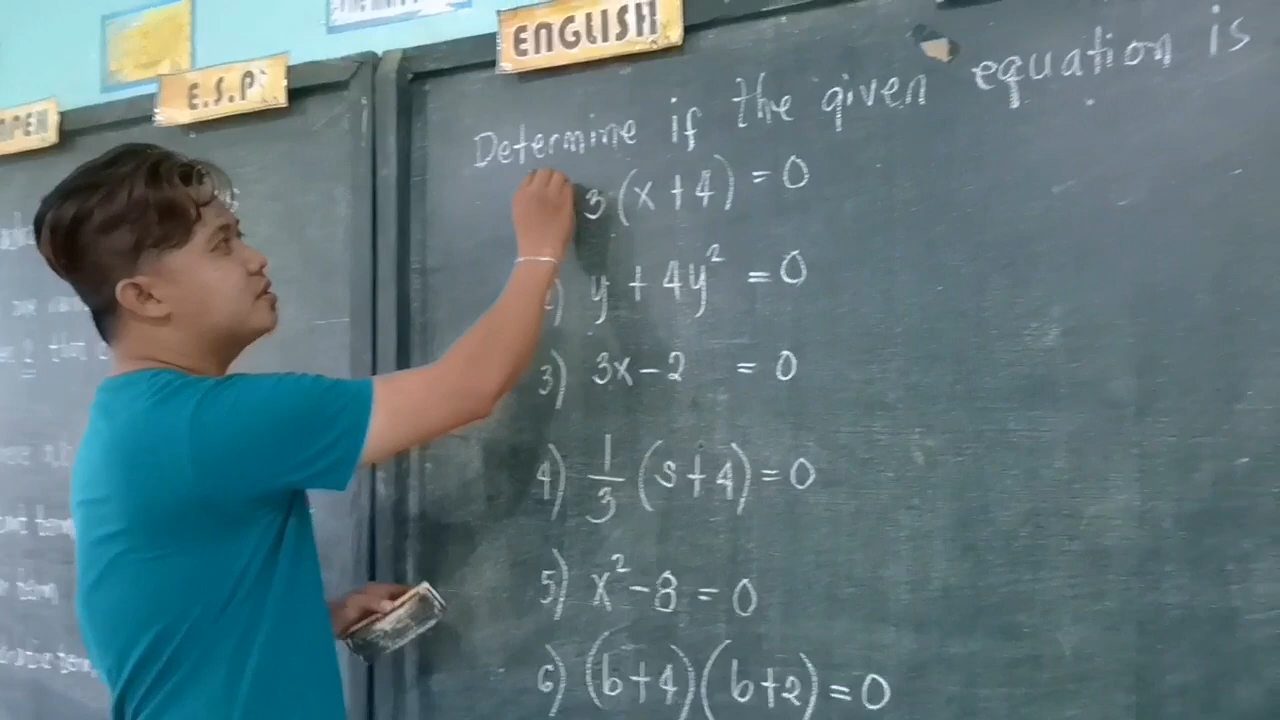 E.S.P
ENGLISH
Determine if the given equation is
3(x+4) = 0
y + 4y² = 0
3) 3x-2 = 0
4) 1/3 (s+4) = 0
5) x²-8 = 0
6) (b+4)(b+2) = 0